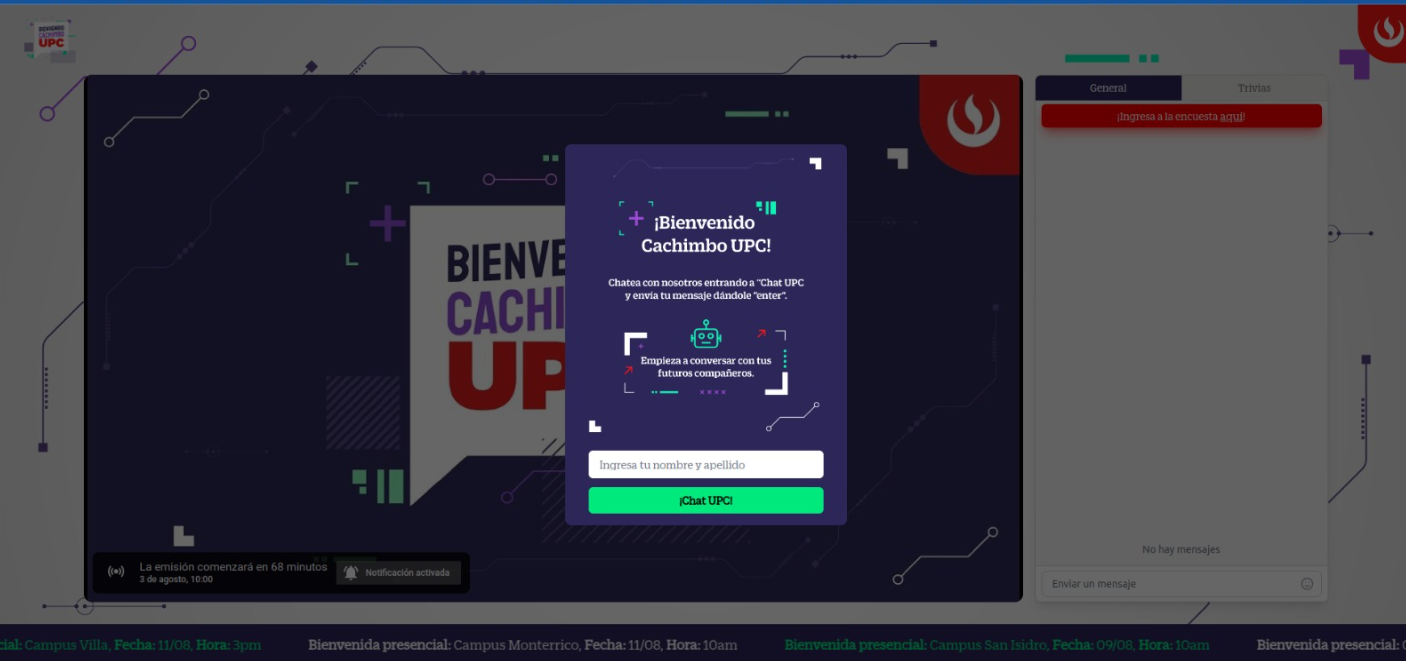 BIENVENIDO
CACHIMBO
UPC
General
Trivias
¡Ingresa a la encuesta aquí!
BIENVE
CACHI
UP
¡Bienvenido
Cachimbo UPC!
Chatea con nosotros entrando a "Chat UPC
y envía tu mensaje dándole "enter".
Empieza a conversar con tus
futuros compañeros.
Ingresa tu nombre y apellido
¡Chat UPC!
La emisión comenzará en 68 minutos
3 de agosto, 10:00
Notificación activada
No hay mensajes
Enviar un mensaje
cial: Campus Villa, Fecha: 11/08, Hora: 3pm Bienvenida presencial: Campus Monterrico, Fecha: 11/08, Hora: 10am Bienvenida presencial: Campus San Isidro, Fecha: 09/08, Hora: 10am Bienvenida presencial: